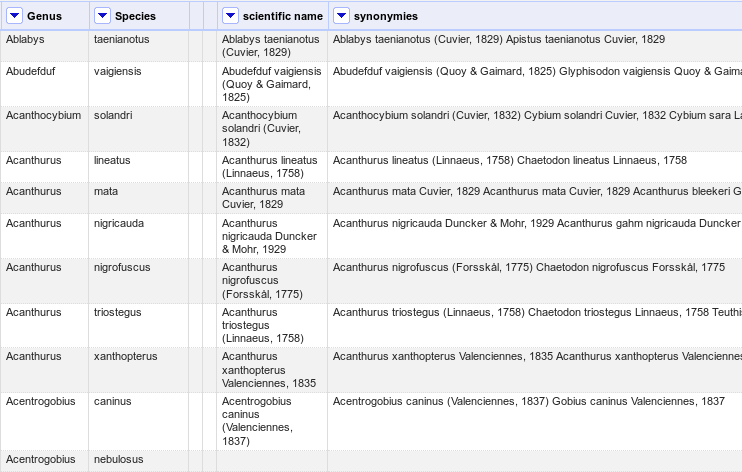 Genus Species scientific name synonymies
Ablabys taenianotus Ablabys taenianotus Ablabys taenianotus (Cuvier, 1829) Apistus taenianotus Cuvier, 1829
(Cuvier, 1829)
Abudefduf vaigiensis Abudefduf vaigiensis Abudefduf vaigiensis (Quoy & Gaimard, 1825) Glyphisodon vaigiensis Quoy & Gaima
(Quoy & Gaimard,
1825)
Acanthocybium solandri Acanthocybium Acanthocybium solandri (Cuvier, 1832) Cybium solandri Cuvier, 1832 Cybium sara La
solandri (Cuvier,
1832)
Acanthurus lineatus Acanthurus lineatus Acanthurus lineatus (Linnaeus, 1758) Chaetodon lineatus Linnaeus, 1758
(Linnaeus, 1758)
Acanthurus mata Acanthurus mata Acanthurus mata Cuvier, 1829 Acanthurus mata Cuvier, 1829 Acanthurus bleekeri G
Cuvier, 1829
Acanthurus nigricauda Acanthurus Acanthurus nigricauda Duncker & Mohr, 1929 Acanthurus gahm nigricauda Duncker
nigricauda Duncker
& Mohr, 1929
Acanthurus nigrofuscus Acanthurus Acanthurus nigrofuscus (Forsskål, 1775) Chaetodon nigrofuscus Forsskål, 1775
nigrofuscus
(Forsskål, 1775)
Acanthurus triostegus Acanthurus Acanthurus triostegus (Linnaeus, 1758) Chaetodon triostegus Linnaeus, 1758 Teuthis
triostegus
(Linnaeus, 1758)
Acanthurus xanthopterus Acanthurus Acanthurus xanthopterus Valenciennes, 1835 Acanthurus xanthopterus Valenciennes
xanthopterus
Valenciennes, 1835
Acentrogobius caninus Acentrogobius Acentrogobius caninus (Valenciennes, 1837) Gobius caninus Valenciennes, 1837
caninus
(Valenciennes,
1837)
Acentrogobius nebulosus